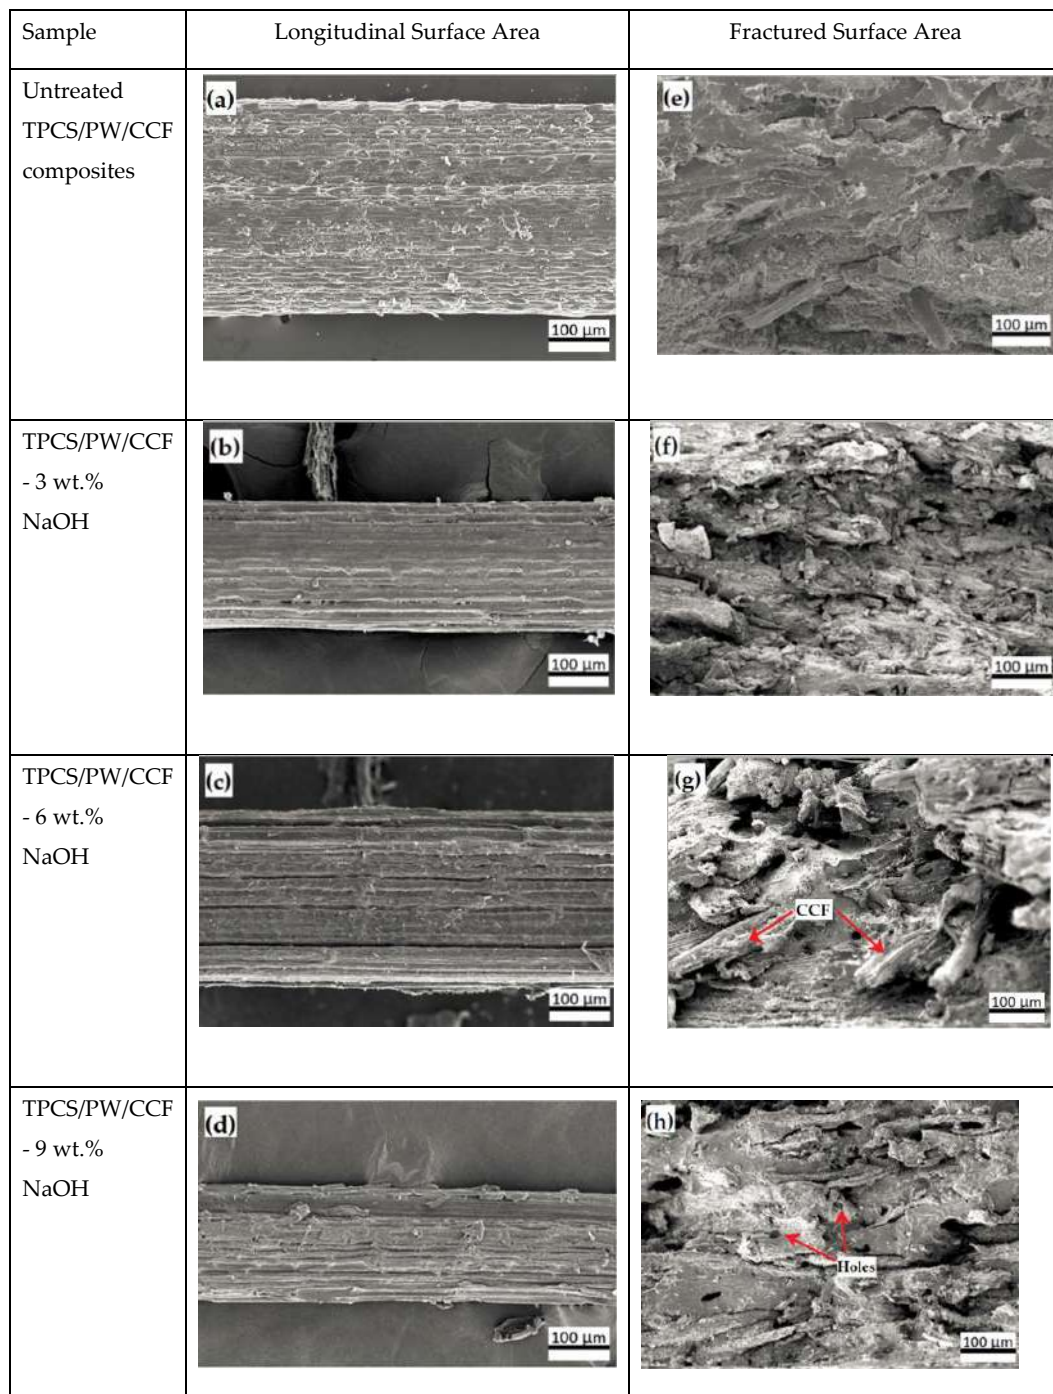 Sample
Longitudinal Surface Area
Fractured Surface Area
Untreated
TPCS/PW/CCF
composites
(a)
100 µm
(e)
100 µm
TPCS/PW/CCF
- 3 wt.%
NaOH
(b)
100 µm
(f)
100 µm
TPCS/PW/CCF
- 6 wt.%
NaOH
(c)
100 µm
(g)
CCF
100 µm
TPCS/PW/CCF
- 9 wt.%
NaOH
(d)
100 µm
(h)
Holes
100 µm